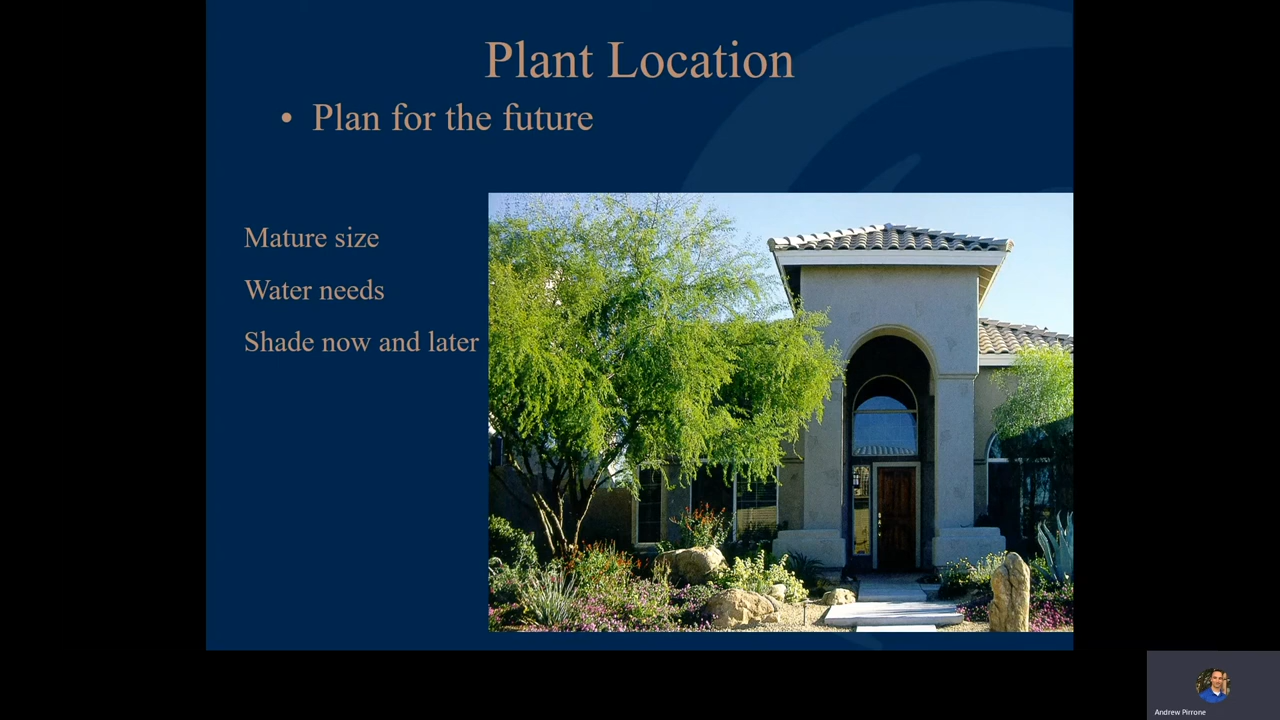 Plant Location
• Plan for the future
Mature size
Water needs
Shade now and later
Andrew Pirrone